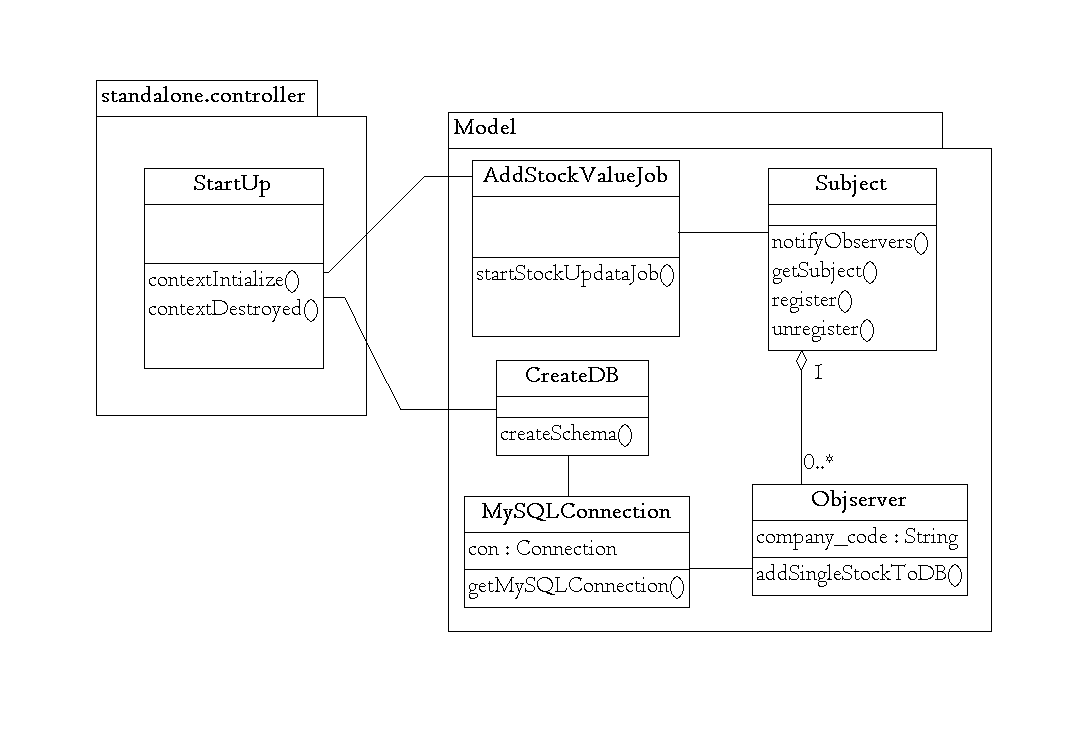 standalone.controller
StartUp
contextIntialize()
contextDestroyed()
Model
AddStockValueJob
startStockUpdataJob()
Subject
notifyObservers()
getSubject()
register()
unregister()
1
0..*
CreateDB
createSchema()
MySQLConnection
con : Connection
getMySQLConnection()
Objserver
company_code : String
addSingleStockToDB()